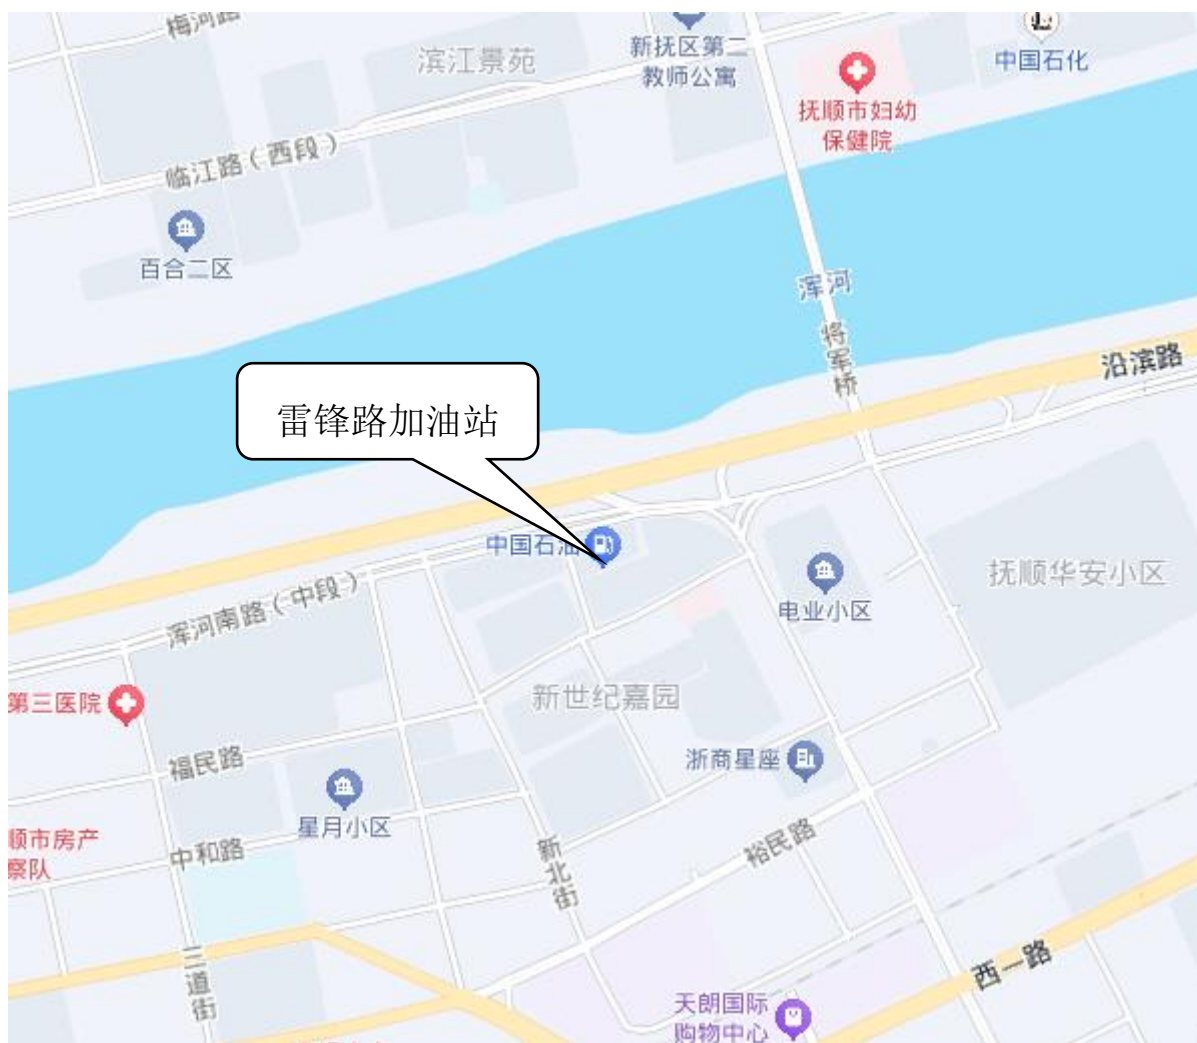 梅河路
滨江景苑
新抚区第二
教师公寓
中国石化
抚顺市妇幼
保健院
临江路（西段）
百合二区
浑河
将军桥
沿滨路
雷锋路加油站
中国石油
浑河南路（中段）
电业小区
抚顺华安小区
第三医院
新世纪嘉园
福民路
浙商星座
星月小区
顺市房产
察队
中和路
新北街
裕民路
三道街
西一路
天朗国际
购物中心